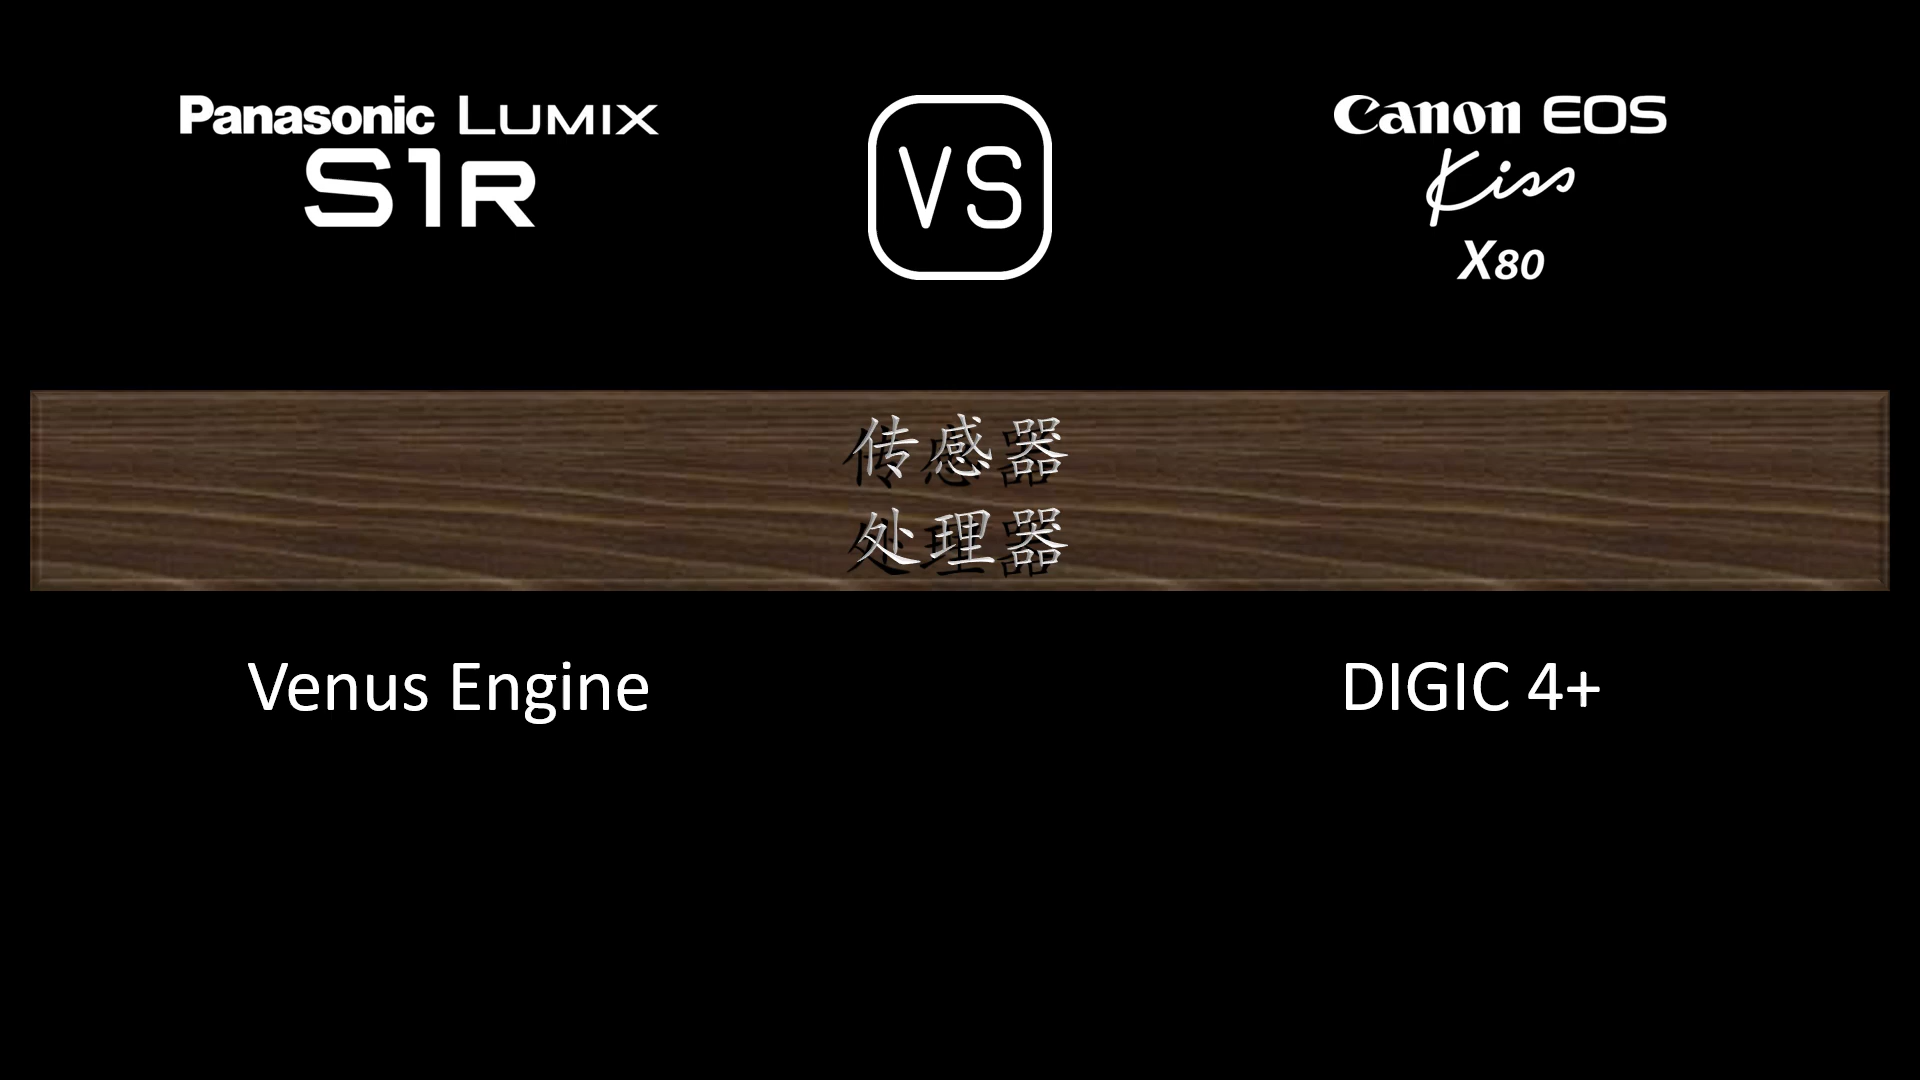 Panasonic LUMIX
S1R
VS
Canon EOS
Kiss
X80
传感器
处理器
Venus Engine
DIGIC 4+